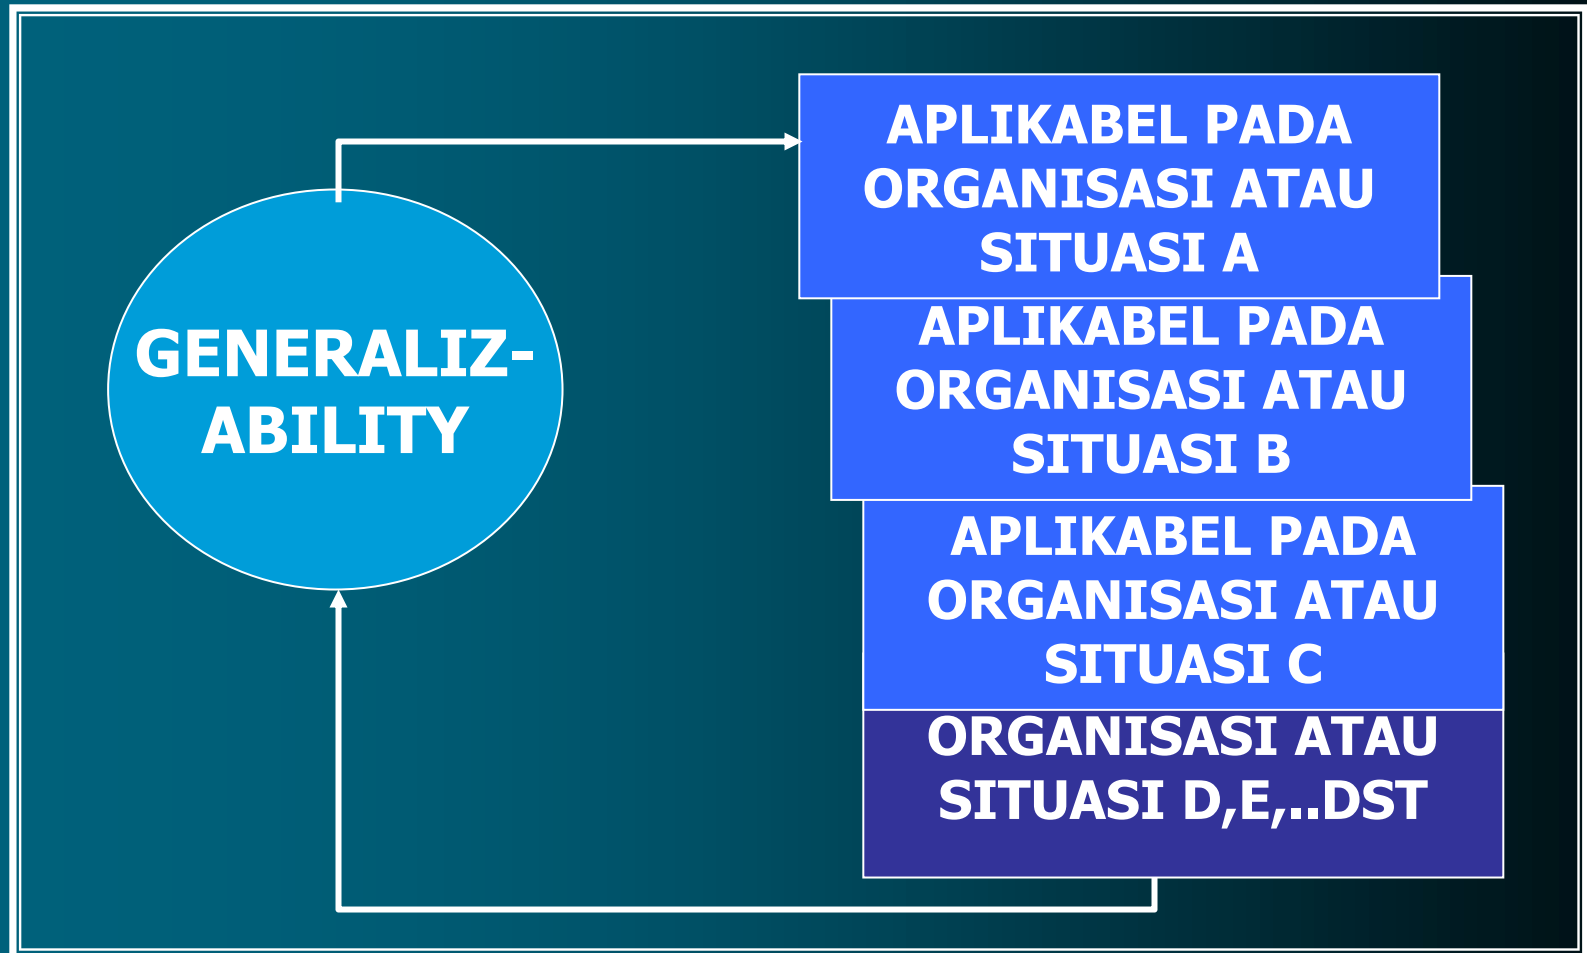 GENERALIZ-
ABILITY
APLIKABEL PADA
ORGANISASI ATAU
SITUASI A
APLIKABEL PADA
ORGANISASI ATAU
SITUASI B
APLIKABEL PADA
ORGANISASI ATAU
SITUASI C
ORGANISASI ATAU
SITUASI D,E,..DST